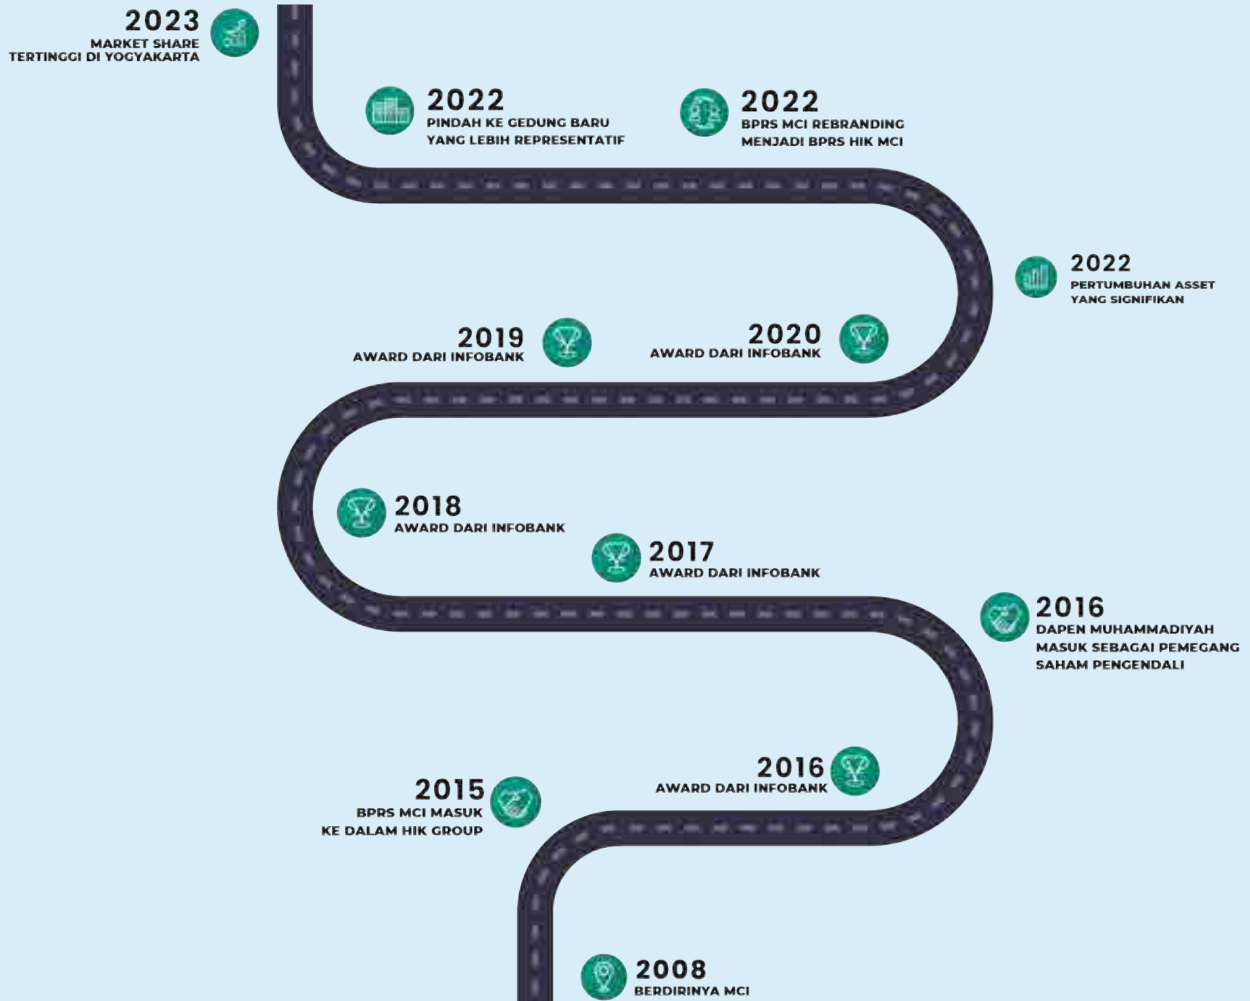 2023
MARKET SHARE
TERTINGGI DI YOGYAKARTA
2022
PINDAH KE GEDUNG BARU
YANG LEBIH REPRESENTATIF
2022
BPRS MCI REBRANDING
MENJADI BPRS HIK MCI
2022
PERTUMBUHAN ASSET
YANG SIGNIFIKAN
2019
AWARD DARI INFOBANK
2020
AWARD DARI INFOBANK
2018
AWARD DARI INFOBANK
2017
AWARD DARI INFOBANK
2016
DAPEN MUHAMMADIYAH
MASUK SEBAGAI PEMEGANG
SAHAM PENGENDALI
2016
AWARD DARI INFOBANK
2015
BPRS MCI MASUK
KE DALAM HIK GROUP
2008
BERDIRINYA MCI